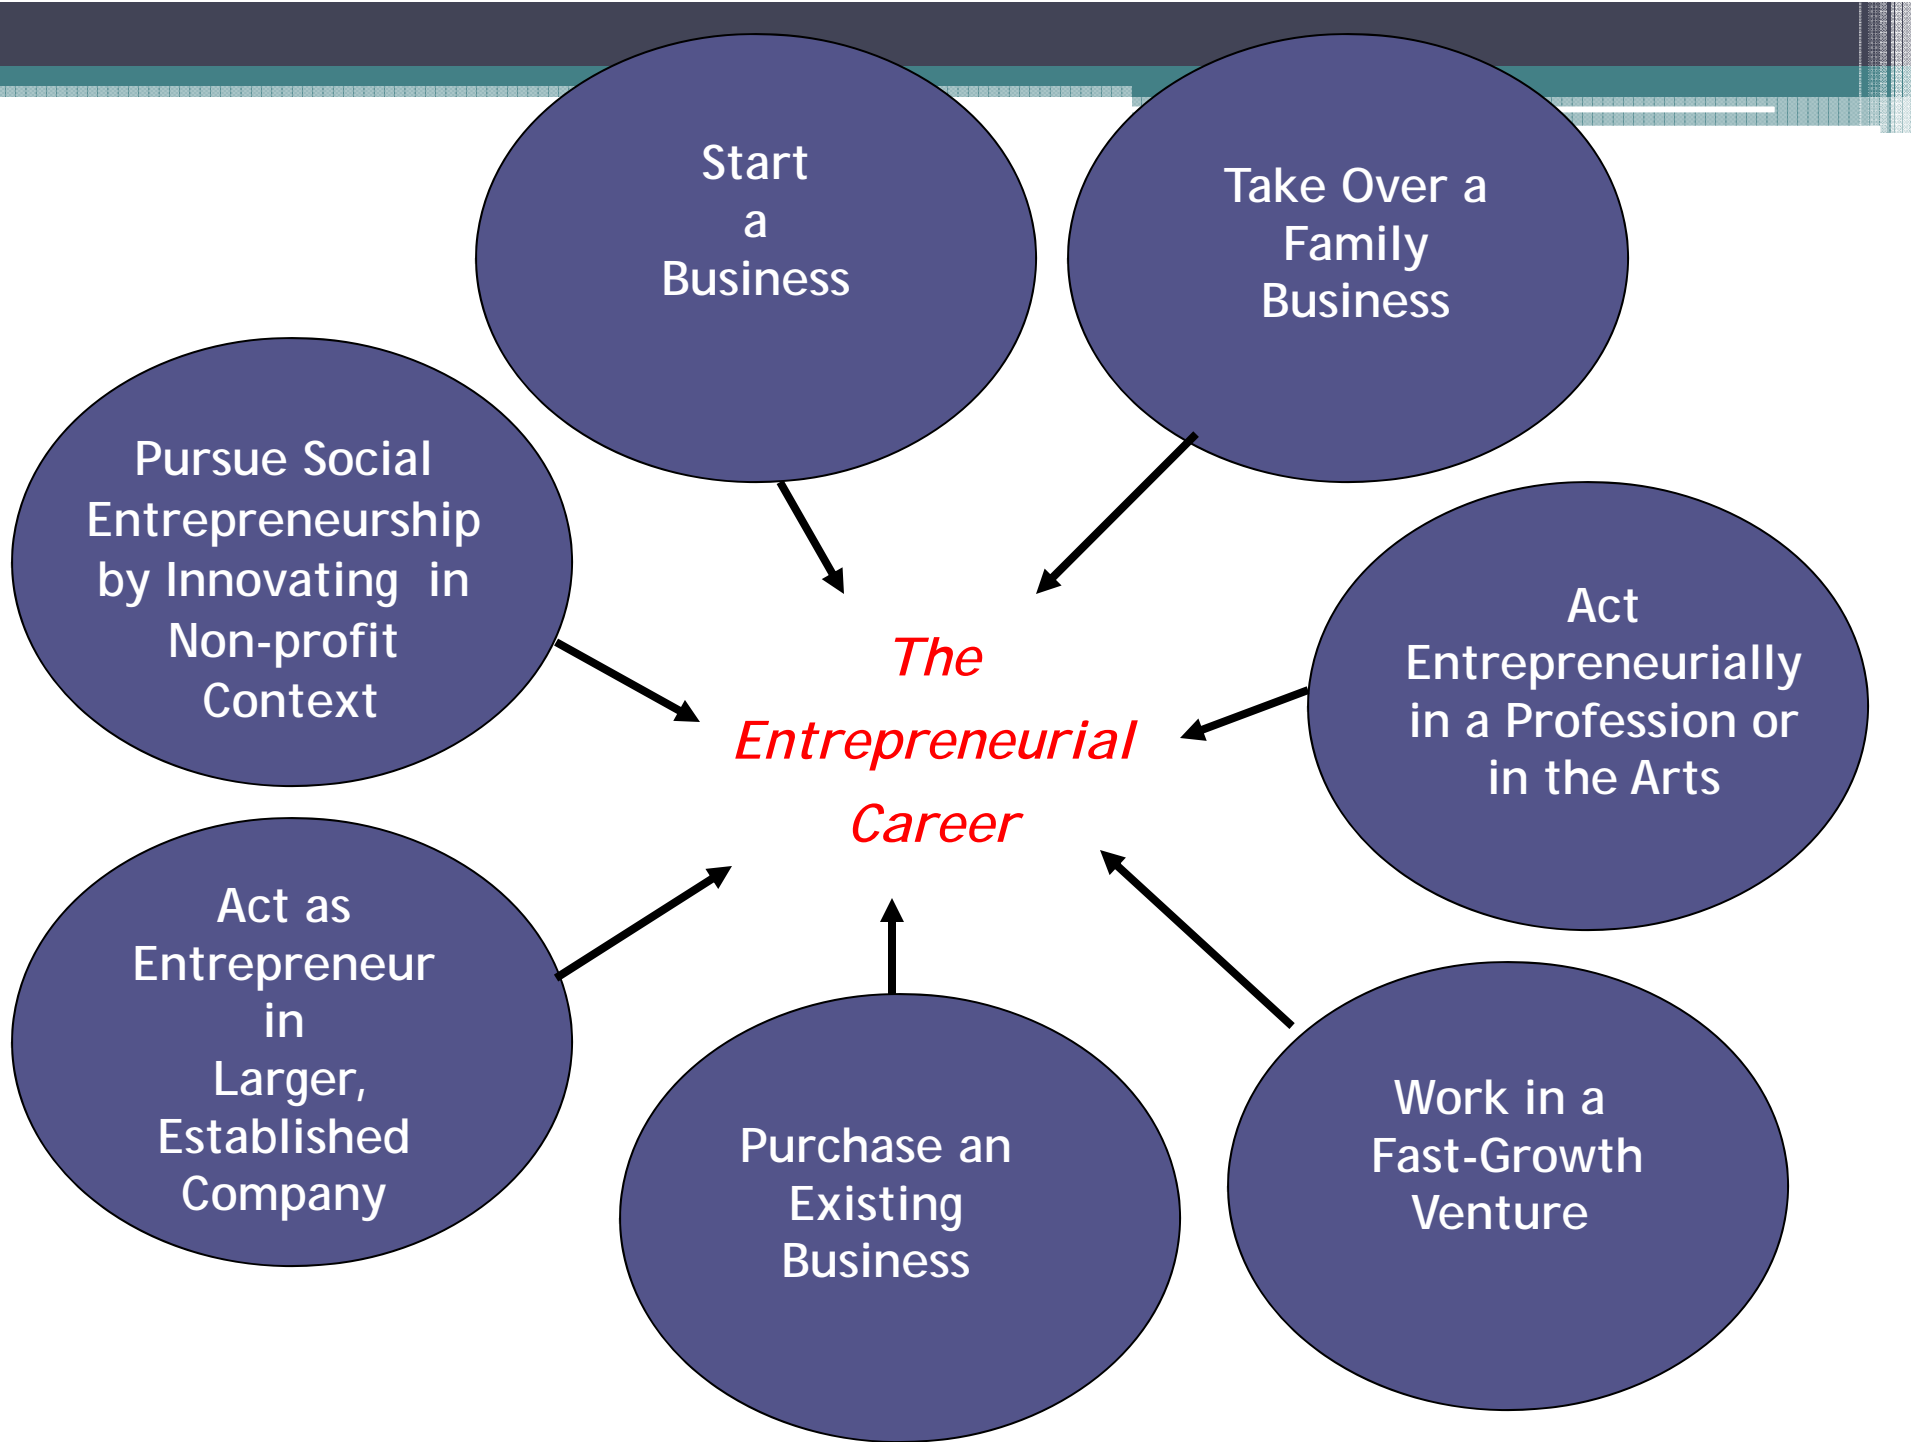 Start
a
Business
Take Over a
Family
Business
Pursue Social
Entrepreneurship
by Innovating in
Non-profit
Context
The
Entrepreneurial
Career
Act
Entrepreneurially
in a Profession or
in the Arts
Act as
Entrepreneur
in
Larger,
Established
Company
Purchase an
Existing
Business
Work in a
Fast-Growth
Venture